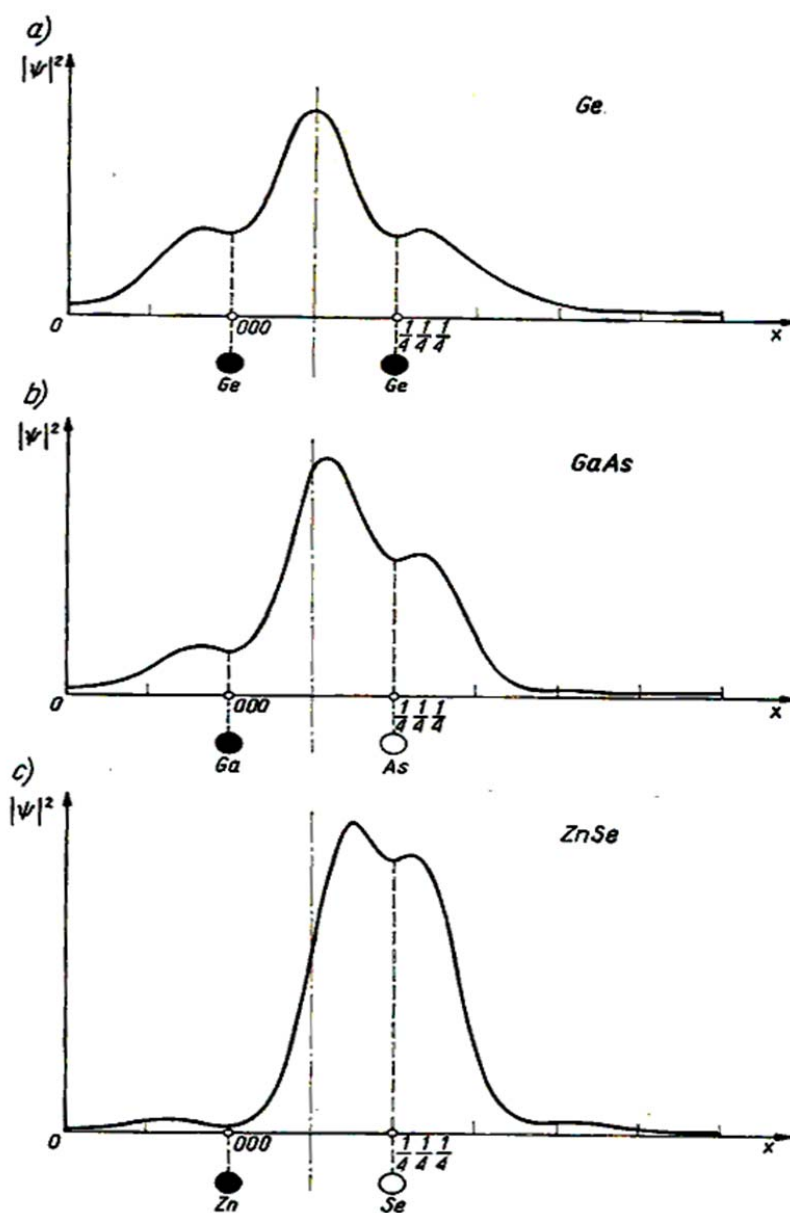 a)
|ψ|²
Ge
0
000
1/4 1/4 1/4
x
Ge
Ge
b)
|ψ|²
GaAs
0
000
1/4 1/4 1/4
x
Ga
As
c)
|ψ|²
ZnSe
0
000
1/4 1/4 1/4
x
Zn
Se